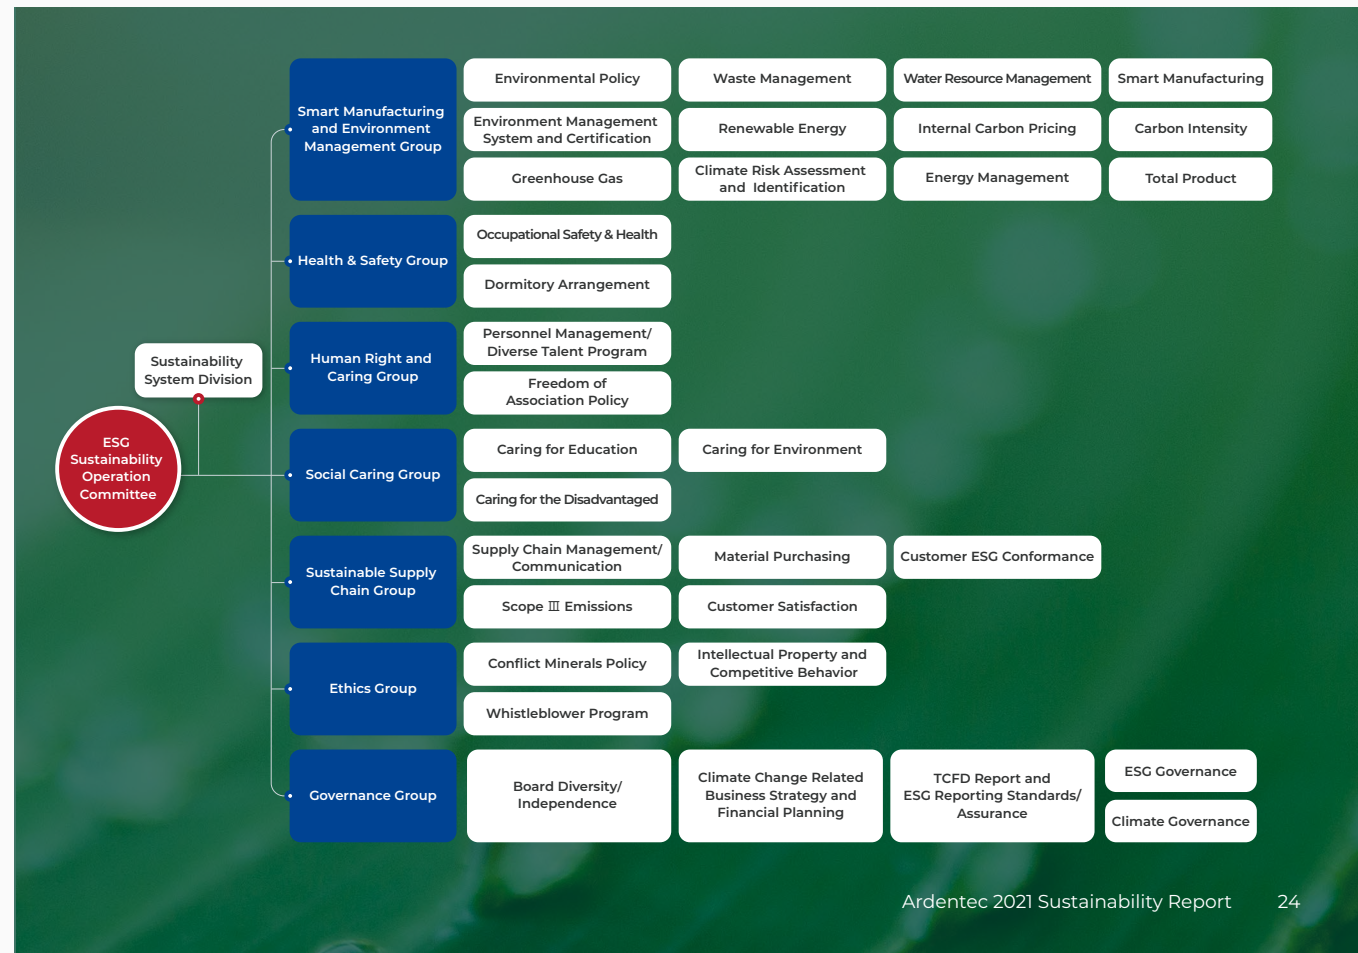 Smart Manufacturing
and Environment
Management Group
Environmental Policy
Waste Management
Water Resource Management
Smart Manufacturing
Environment Management
System and Certification
Renewable Energy
Internal Carbon Pricing
Carbon Intensity
Greenhouse Gas
Climate Risk Assessment
and Identification
Energy Management
Total Product
Health & Safety Group
Occupational Safety & Health
Dormitory Arrangement
Sustainability
System Division
ESG
Sustainability
Operation
Committee
Human Right and
Caring Group
Personnel Management/
Diverse Talent Program
Freedom of
Association Policy
Social Caring Group
Caring for Education
Caring for Environment
Caring for the Disadvantaged
Sustainable Supply
Chain Group
Supply Chain Management/
Communication
Material Purchasing
Customer ESG Conformance
Scope Ⅲ Emissions
Customer Satisfaction
Ethics Group
Conflict Minerals Policy
Intellectual Property and
Competitive Behavior
Whistleblower Program
Governance Group
Board Diversity/
Independence
Climate Change Related
Business Strategy and
Financial Planning
TCFD Report and
ESG Reporting Standards/
Assurance
ESG Governance
Climate Governance
Ardentec 2021 Sustainability Report 24